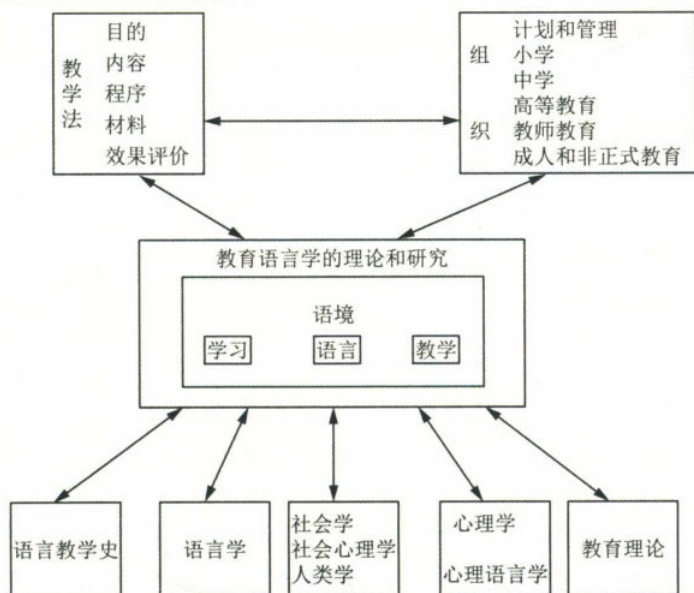 教学法
目的
内容
程序
材料
效果评价
组织
计划和管理
小学
中学
高等教育
教师教育
成人和非正式教育
教育语言学的理论和研究
语境
学习
语言
教学
语言教学史
语言学
社会学
社会心理学
人类学
心理学
心理语言学
教育理论